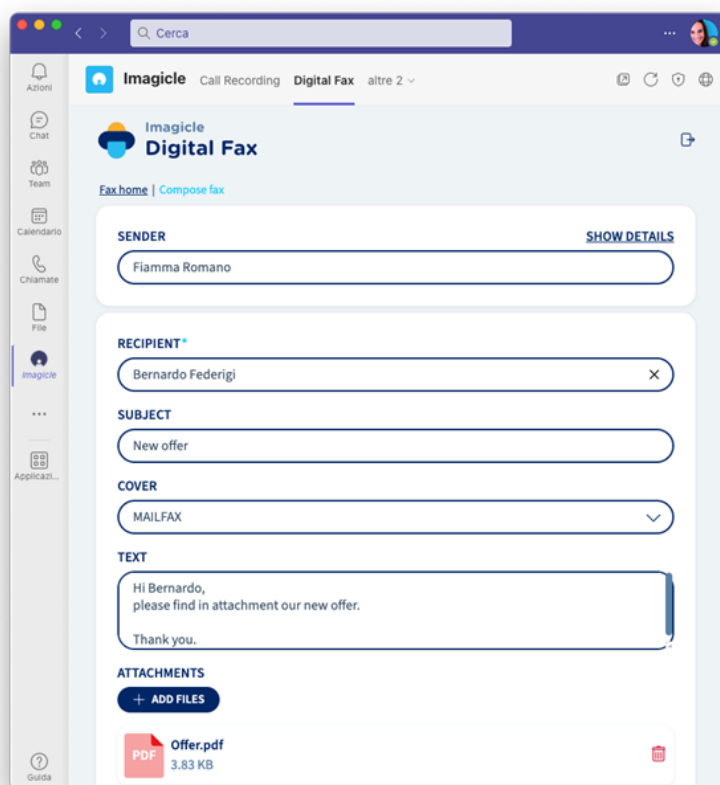 Cerca
Azioni
Chat
Team
Calendario
Chiamate
File
Imagicle
Applicazi...
Guida
Imagicle Call Recording Digital Fax altre 2
Imagicle
Digital Fax
Fax home | Compose fax
SENDER SHOW DETAILS
Fiamma Romano
RECIPIENT*
Bernardo Federigi
SUBJECT
New offer
COVER
MAILFAX
TEXT
Hi Bernardo,
please find in attachment our new offer.
Thank you.
ATTACHMENTS
+ ADD FILES
PDF Offer.pdf
3.83 KB